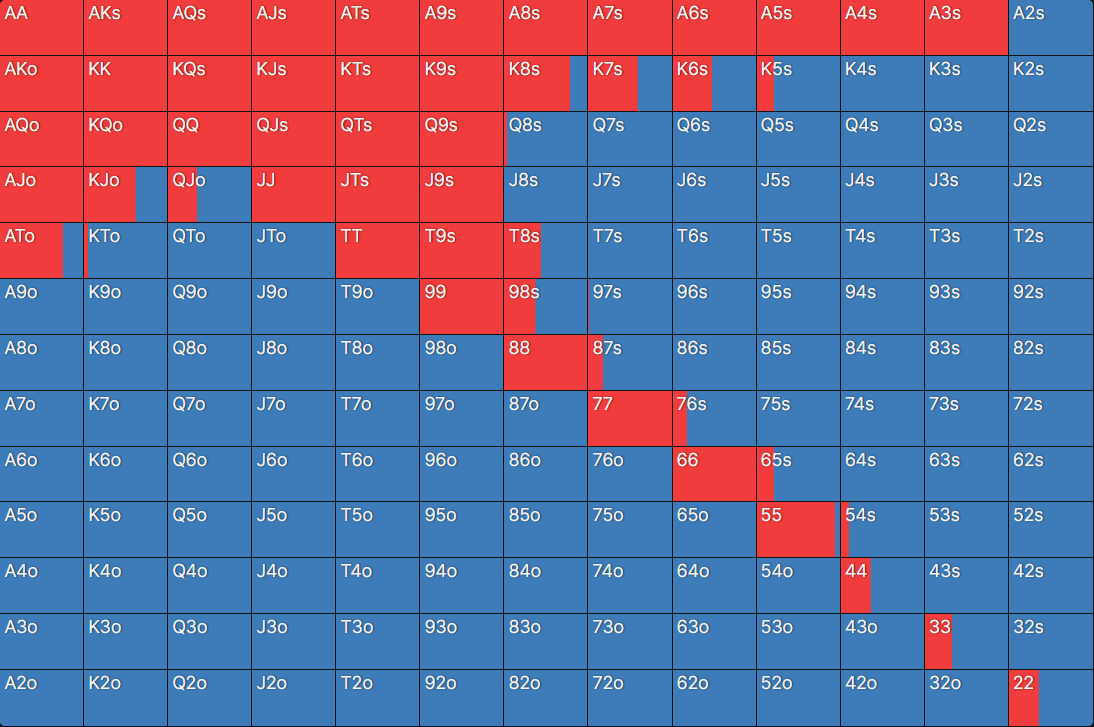 AA AKs AQs AJs ATs A9s A8s A7s A6s A5s A4s A3s A2s
AKo KK KQs KJs KTs K9s K8s K7s K6s K5s K4s K3s K2s
AQo KQo QQ QJs QTs Q9s Q8s Q7s Q6s Q5s Q4s Q3s Q2s
AJo KJo QJo JJ JTs J9s J8s J7s J6s J5s J4s J3s J2s
ATo KTo QTo JTo TT T9s T8s T7s T6s T5s T4s T3s T2s
A9o K9o Q9o J9o T9o 99 98s 97s 96s 95s 94s 93s 92s
A8o K8o Q8o J8o T8o 98o 88 87s 86s 85s 84s 83s 82s
A7o K7o Q7o J7o T7o 97o 87o 77 76s 75s 74s 73s 72s
A6o K6o Q6o J6o T6o 96o 86o 76o 66 65s 64s 63s 62s
A5o K5o Q5o J5o T5o 95o 85o 75o 65o 55 54s 53s 52s
A4o K4o Q4o J4o T4o 94o 84o 74o 64o 54o 44 43s 42s
A3o K3o Q3o J3o T3o 93o 83o 73o 63o 53o 43o 33 32s
A2o K2o Q2o J2o T2o 92o 82o 72o 62o 52o 42o 32o 22